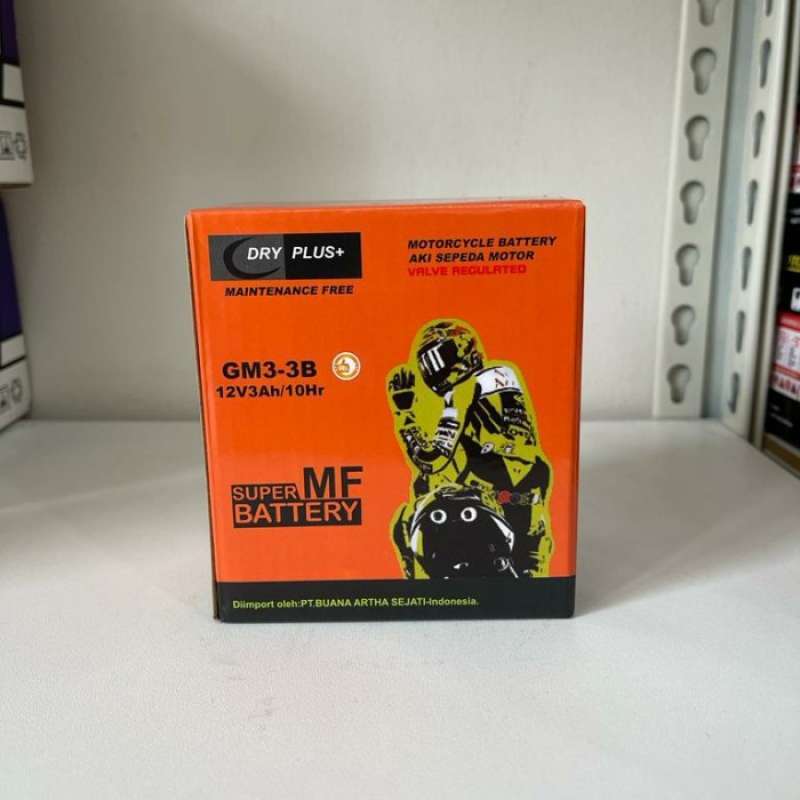 DRY PLUS+
MAINTENANCE FREE
MOTORCYCLE BATTERY
AKI SEPEDA MOTOR
VALVE REGULATED
GM3-3B
12V3Ah/10Hr
SUPER MF
BATTERY
Diimport oleh:PT.BUANA ARTHA SEJATI-Indonesia.